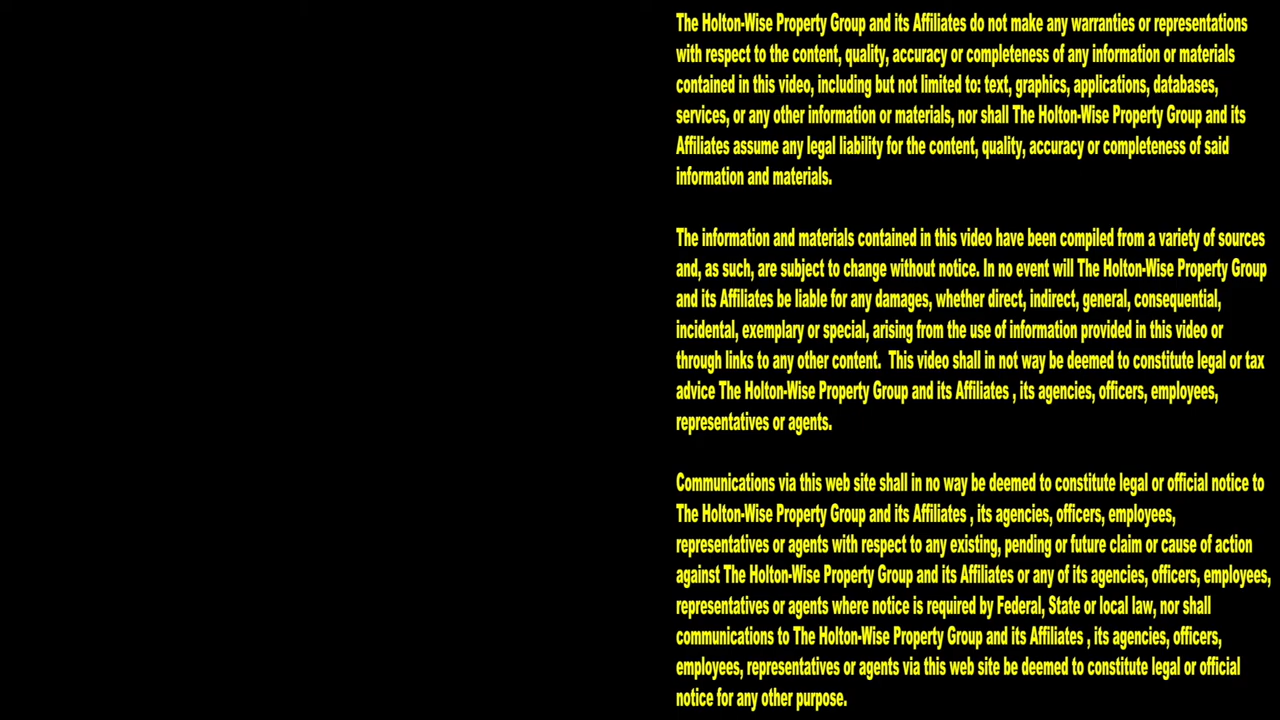 The Holton-Wise Property Group and its Affiliates do not make any warranties or representations
with respect to the content, quality, accuracy or completeness of any information or materials
contained in this video, including but not limited to: text, graphics, applications, databases,
services, or any other information or materials, nor shall The Holton-Wise Property Group and its
Affiliates assume any legal liability for the content, quality, accuracy or completeness of said
information and materials.
The information and materials contained in this video have been compiled from a variety of sources
and, as such, are subject to change without notice. In no event will The Holton-Wise Property Group
and its Affiliates be liable for any damages, whether direct, indirect, general, consequential,
incidental, exemplary or special, arising from the use of information provided in this video or
through links to any other content.  This video shall in not way be deemed to constitute legal or tax
advice The Holton-Wise Property Group and its Affiliates , its agencies, officers, employees,
representatives or agents.
Communications via this web site shall in no way be deemed to constitute legal or official notice to
The Holton-Wise Property Group and its Affiliates , its agencies, officers, employees,
representatives or agents with respect to any existing, pending or future claim or cause of action
against The Holton-Wise Property Group and its Affiliates or any of its agencies, officers, employees,
representatives or agents where notice is required by Federal, State or local law, nor shall
communications to The Holton-Wise Property Group and its Affiliates , its agencies, officers,
employees, representatives or agents via this web site be deemed to constitute legal or official
notice for any other purpose.